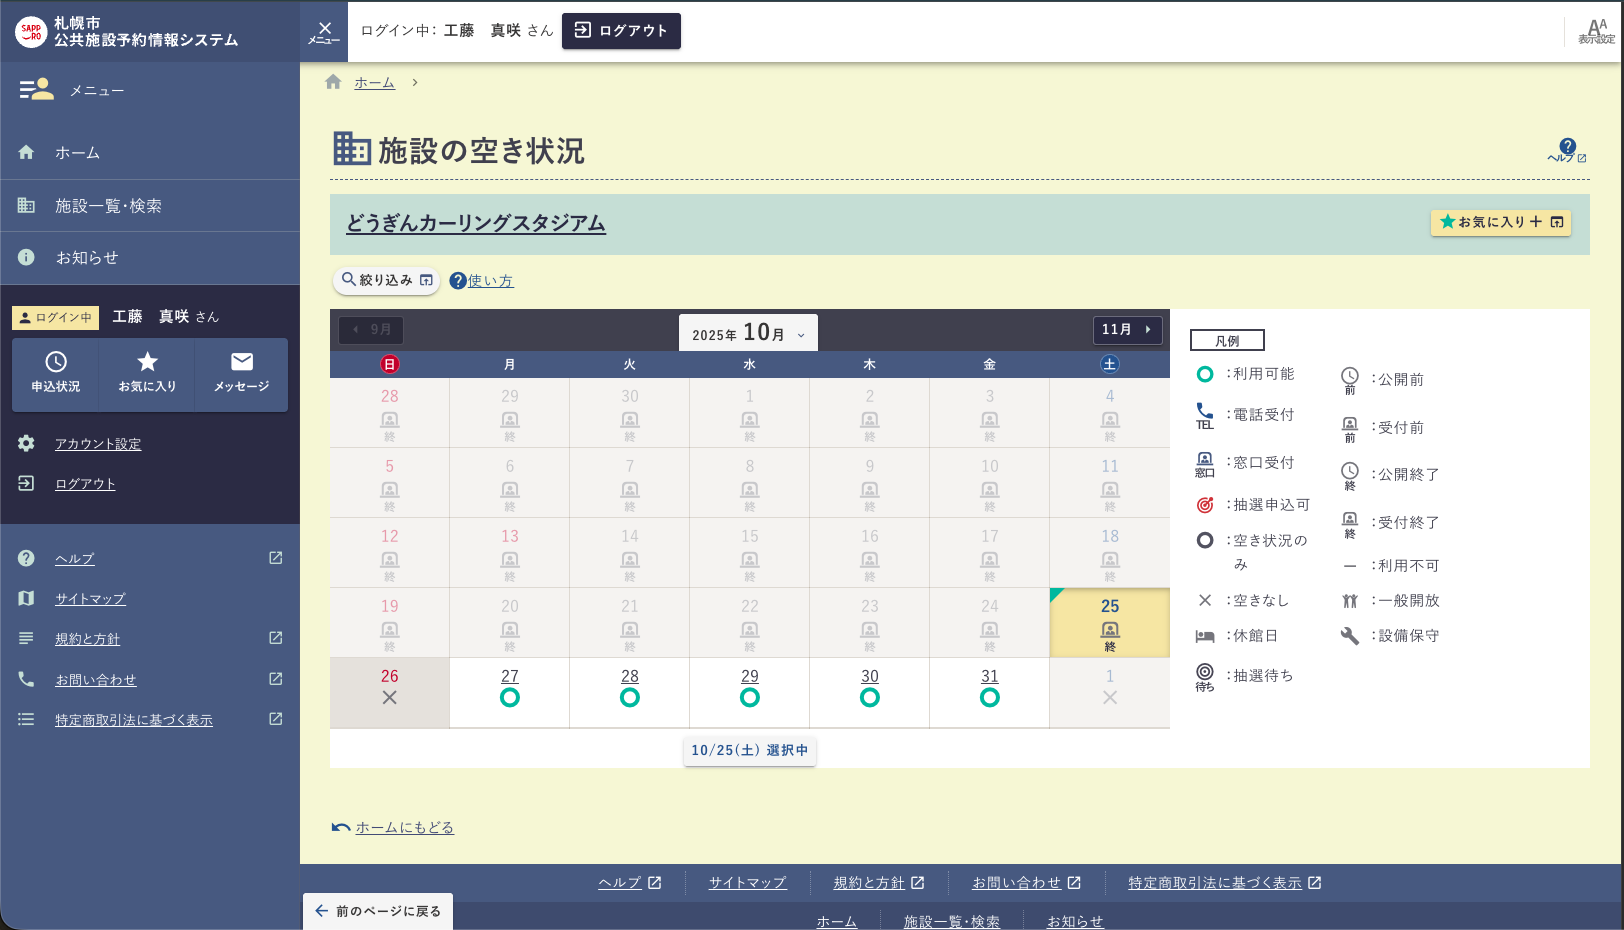 札幌市
公共施設予約情報システム
SAPP
RO
メニュー
ログイン中： 工藤　真咲 さん
ログアウト
表示設定
メニュー
ホーム
施設一覧・検索
お知らせ
ログイン中
工藤　真咲 さん
申込状況
お気に入り
メッセージ
アカウント設定
ログアウト
ヘルプ
サイトマップ
規約と方針
お問い合わせ
特定商取引法に基づく表示
ホーム
施設の空き状況
ヘルプ
どうぎんカーリングスタジアム
お気に入り
絞り込み
使い方
9月
2025年 10月
11月
日 月 火 水 木 金 土
28 29 30 1 2 3 4
終 終 終 終 終 終 終
5 6 7 8 9 10 11
終 終 終 終 終 終 終
12 13 14 15 16 17 18
終 終 終 終 終 終 終
19 20 21 22 23 24 25
終 終 終 終 終 終 終
26 27 28 29 30 31 1
10/25(土) 選択中
凡例
：利用可能
TEL ：電話受付
窓口 ：窓口受付
：抽選申込可
：空き状況の
み
：空きなし
：休館日
待ち ：抽選待ち
前 ：公開前
前 ：受付前
終 ：公開終了
終 ：受付終了
：利用不可
：一般開放
：設備保守
ホームにもどる
ヘルプ
サイトマップ
規約と方針
お問い合わせ
特定商取引法に基づく表示
前のページに戻る
ホーム
施設一覧・検索
お知らせ